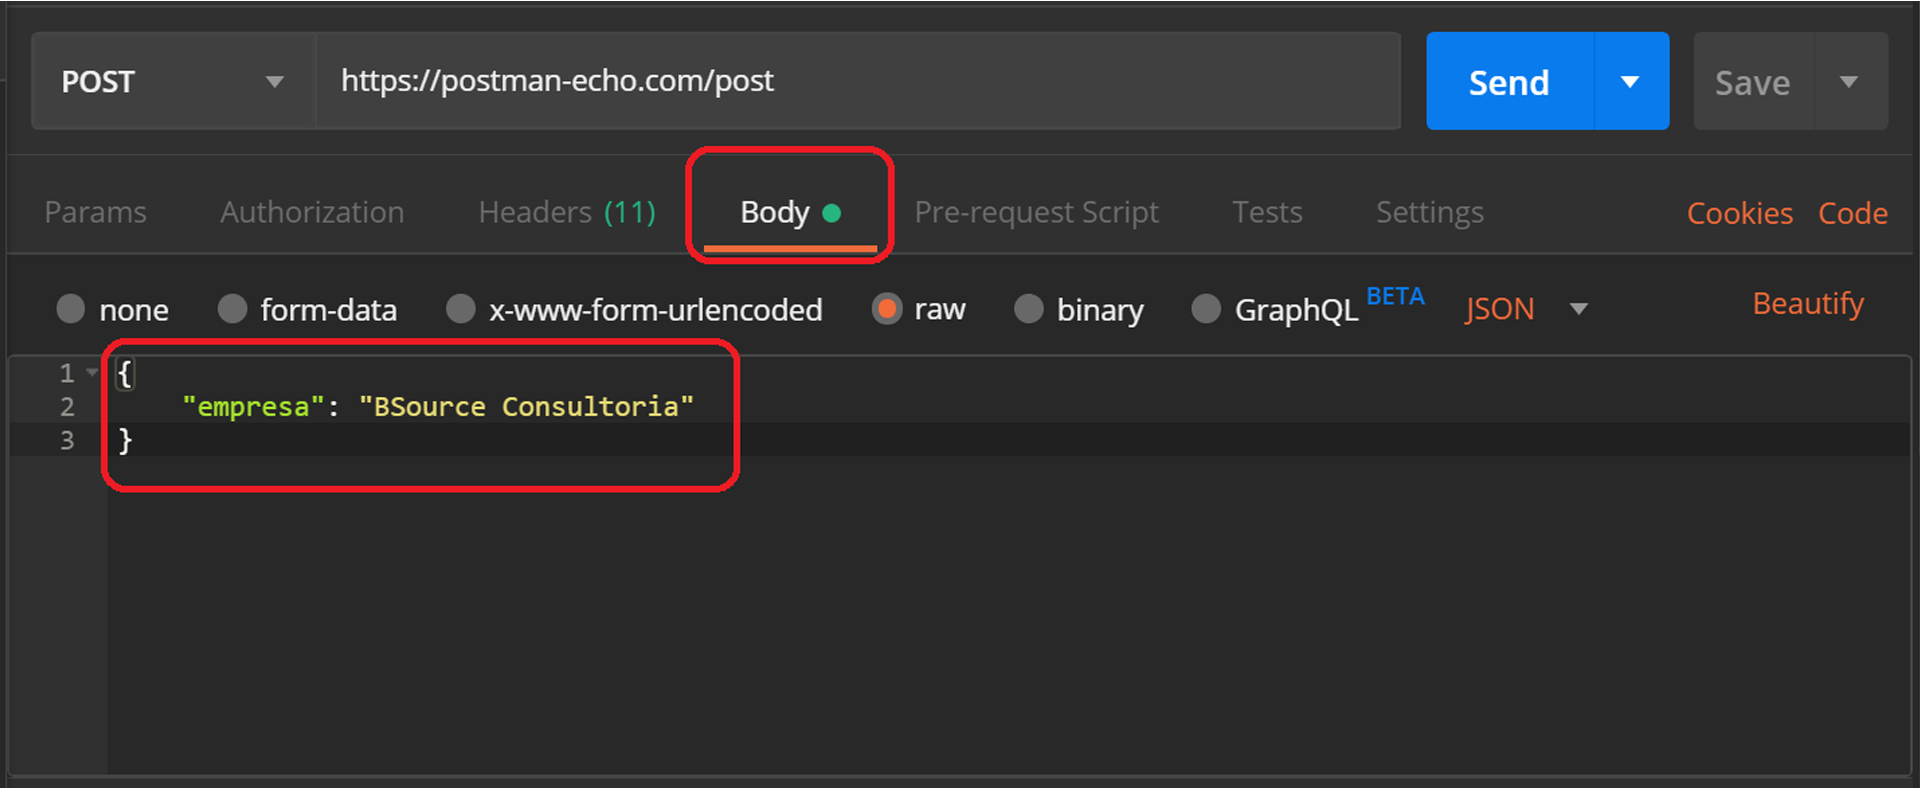 POST https://postman-echo.com/post Send Save
Params Authorization Headers (11) Body Pre-request Script Tests Settings Cookies Code
none form-data x-www-form-urlencoded raw binary GraphQL BETA JSON Beautify
1 {
2 "empresa": "BSource Consultoria"
3 }